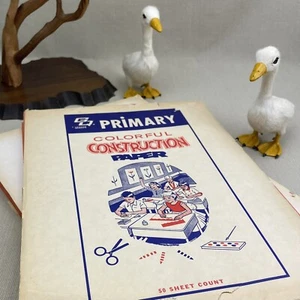 PRIMARY
COLORFUL
CONSTRUCTION
PAPER
50 SHEET COUNT